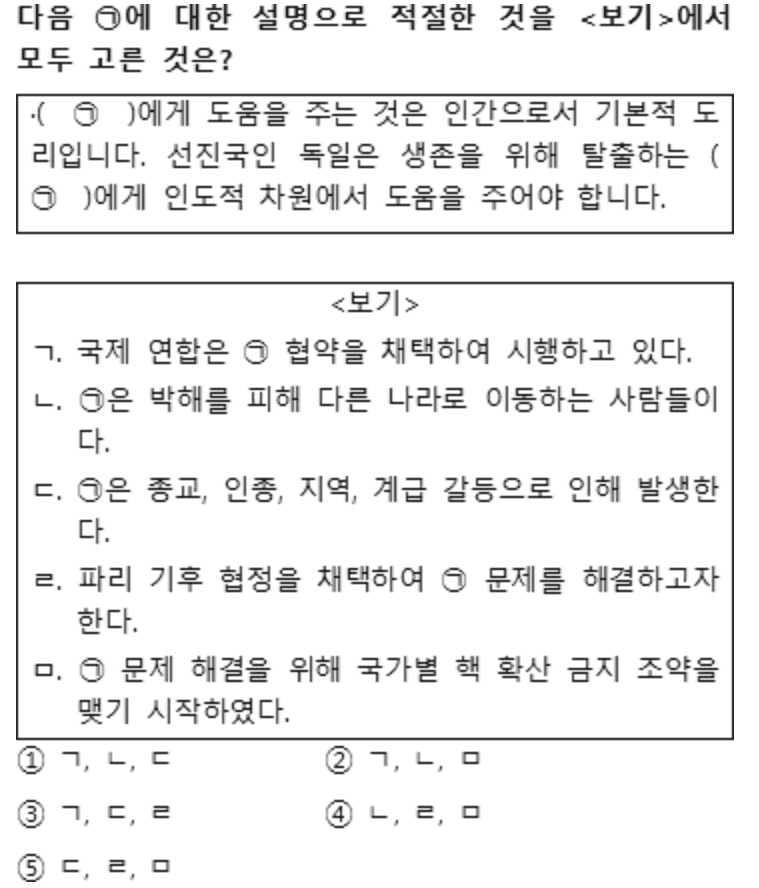 다음 ㉠에 대한 설명으로 적절한 것을 <보기>에서
모두 고른 것은?
·( ㉠ )에게 도움을 주는 것은 인간으로서 기본적 도
리입니다. 선진국인 독일은 생존을 위해 탈출하는 (
㉠ )에게 인도적 차원에서 도움을 주어야 합니다.
<보기>
ㄱ. 국제 연합은 ㉠ 협약을 채택하여 시행하고 있다.
ㄴ. ㉠은 박해를 피해 다른 나라로 이동하는 사람들이
다.
ㄷ. ㉠은 종교, 인종, 지역, 계급 갈등으로 인해 발생한
다.
ㄹ. 파리 기후 협정을 채택하여 ㉠ 문제를 해결하고자
한다.
ㅁ. ㉠ 문제 해결을 위해 국가별 핵 확산 금지 조약을
맺기 시작하였다.
① ㄱ, ㄴ, ㄷ ② ㄱ, ㄴ, ㅁ
③ ㄱ, ㄷ, ㄹ ④ ㄴ, ㄹ, ㅁ
⑤ ㄷ, ㄹ, ㅁ